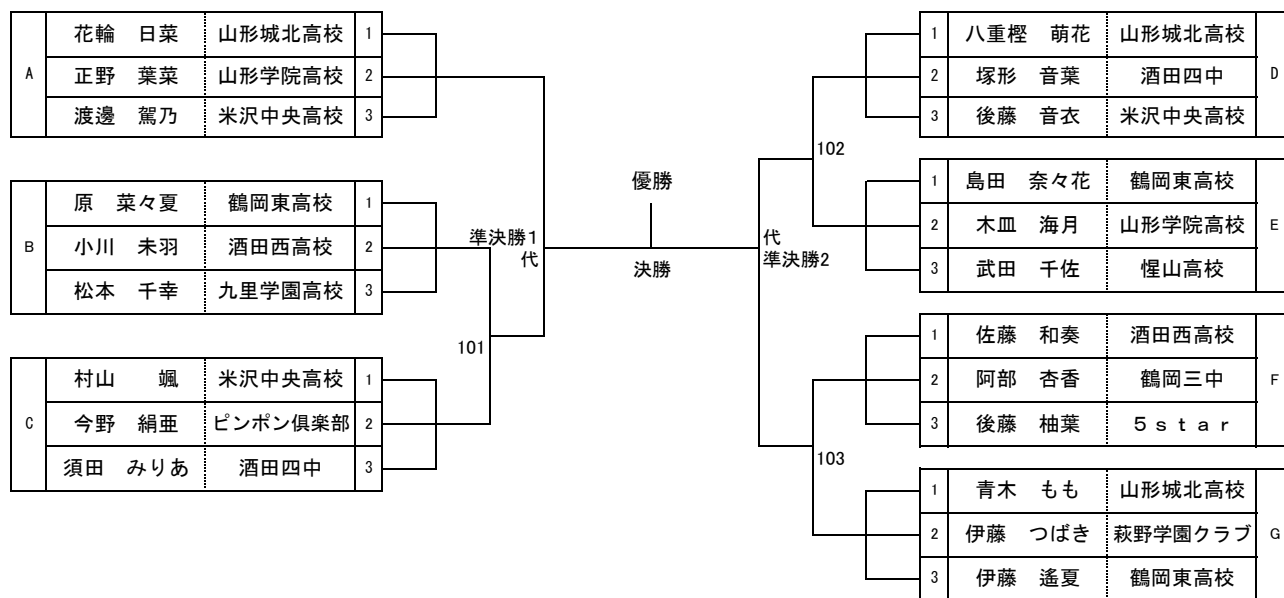 A
花輪　日菜 山形城北高校 1
正野　葉菜 山形学院高校 2
渡邊　駕乃 米沢中央高校 3
B
原　菜々夏 鶴岡東高校 1
小川　未羽 酒田西高校 2
松本　千幸 九里学園高校 3
C
村山　　颯 米沢中央高校 1
今野　絹亜 ピンポン倶楽部 2
須田　みりあ 酒田四中 3
101
準決勝1
代
優勝
決勝
代
準決勝2
102
103
1 八重樫　萌花 山形城北高校
2 塚形　音葉 酒田四中
3 後藤　音衣 米沢中央高校
D
1 島田　奈々花 鶴岡東高校
2 木皿　海月 山形学院高校
3 武田　千佐 惺山高校
E
1 佐藤　和奏 酒田西高校
2 阿部　杏香 鶴岡三中
3 後藤　柚葉 ５ｓｔａｒ
F
1 青木　もも 山形城北高校
2 伊藤　つばき 萩野学園クラブ
3 伊藤　遙夏 鶴岡東高校
G